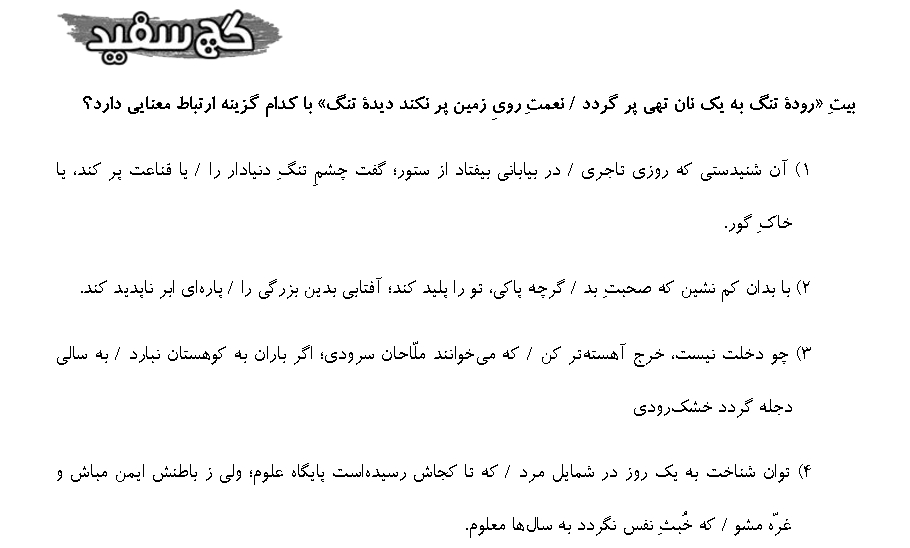 گچ سفید
بیتِ «رودهٔ تنگ به یک نان تهی پر گردد / نعمتِ رویِ زمین پر نکند دیدهٔ تنگ» با کدام گزینه ارتباط معنایی دارد؟
۱) آن شنیدستی که روزی تاجری / در بیابانی بیفتاد از ستور؛ گفت چشمِ تنگِ دنیادار را / یا قناعت پر کند، یا
خاکِ گور.
۲) با بدان کم نشین که صحبتِ بد / گرچه پاکی، تو را پلید کند؛ آفتابی بدین بزرگی را / پاره‌ای ابر ناپدید کند.
۳) چو دخلت نیست، خرج آهسته‌تر کن / که می‌خوانند ملّاحان سرودی؛ اگر باران به کوهستان نبارد / به سالی
دجله گردد خشک‌رودی
۴) توان شناخت به یک روز در شمایل مرد / که تا کجاش رسیده‌است پایگاه علوم؛ ولی ز باطنش ایمن مباش و
غرّه مشو / که خُبثِ نفس نگردد به سال‌ها معلوم.